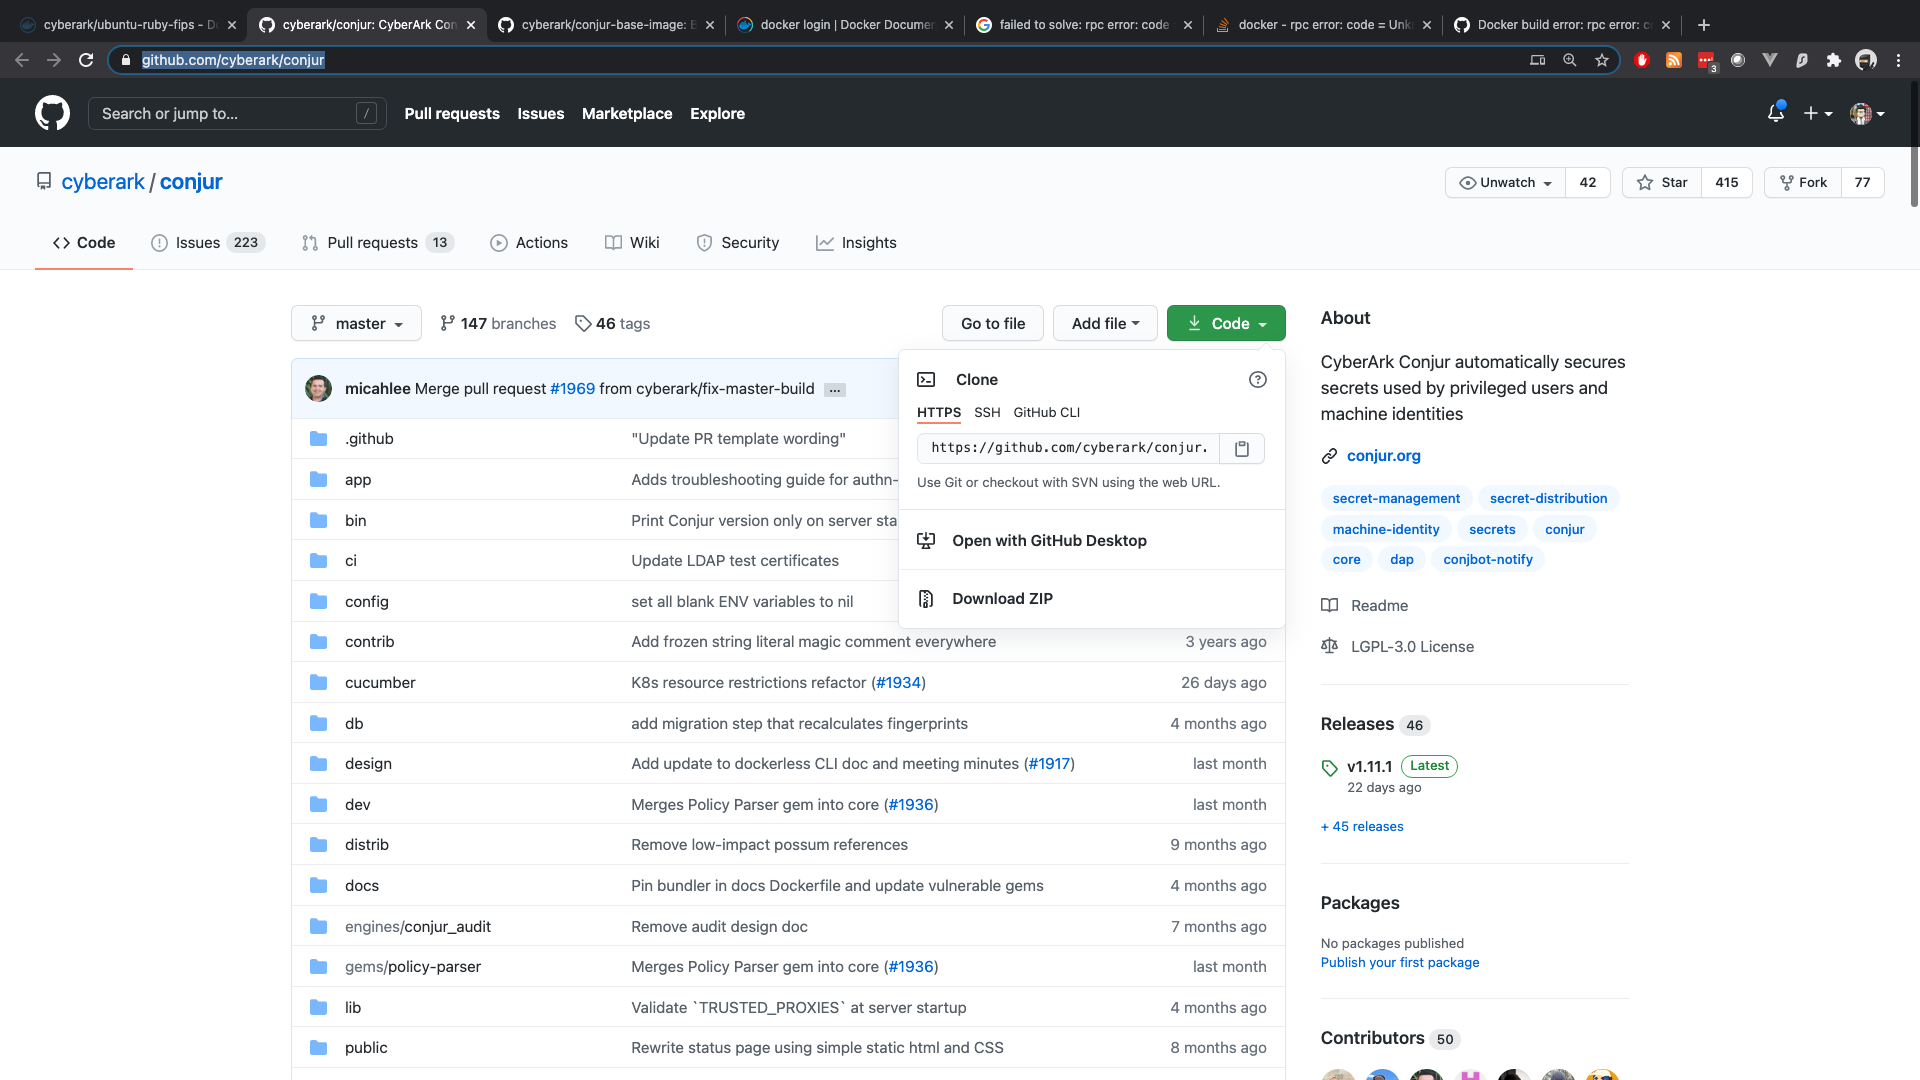 cyberark/ubuntu-ruby-fips - D
cyberark/conjur: CyberArk Con
cyberark/conjur-base-image: B
docker login | Docker Documen
failed to solve: rpc error: code
docker - rpc error: code = Unk
Docker build error: rpc error: c
github.com/cyberark/conjur
3
Search or jump to...
/
Pull requests
Issues
Marketplace
Explore
cyberark / conjur
Unwatch 42
Star 415
Fork 77
Code
Issues 223
Pull requests 13
Actions
Wiki
Security
Insights
master
147 branches
46 tags
Go to file
Add file
Code
micahlee Merge pull request #1969 from cyberark/fix-master-build ...
Clone
HTTPS SSH GitHub CLI
https://github.com/cyberark/conjur.
Use Git or checkout with SVN using the web URL.
Open with GitHub Desktop
Download ZIP
.github "Update PR template wording"
app Adds troubleshooting guide for authn-
bin Print Conjur version only on server sta
ci Update LDAP test certificates
config set all blank ENV variables to nil
contrib Add frozen string literal magic comment everywhere 3 years ago
cucumber K8s resource restrictions refactor (#1934) 26 days ago
db add migration step that recalculates fingerprints 4 months ago
design Add update to dockerless CLI doc and meeting minutes (#1917) last month
dev Merges Policy Parser gem into core (#1936) last month
distrib Remove low-impact possum references 9 months ago
docs Pin bundler in docs Dockerfile and update vulnerable gems 4 months ago
engines/conjur_audit Remove audit design doc 7 months ago
gems/policy-parser Merges Policy Parser gem into core (#1936) last month
lib Validate `TRUSTED_PROXIES` at server startup 4 months ago
public Rewrite status page using simple static html and CSS 8 months ago
About
CyberArk Conjur automatically secures
secrets used by privileged users and
machine identities
conjur.org
secret-management secret-distribution
machine-identity secrets conjur
core dap conjbot-notify
Readme
LGPL-3.0 License
Releases 46
v1.11.1 Latest
22 days ago
+ 45 releases
Packages
No packages published
Publish your first package
Contributors 50